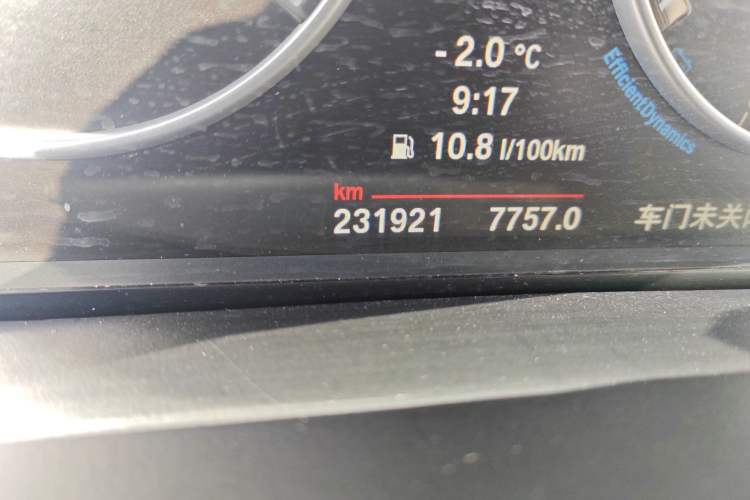 - 2.0 °C
9:17
EfficientDynamics
10.8 l/100km
km
231921 7757.0 车门未关